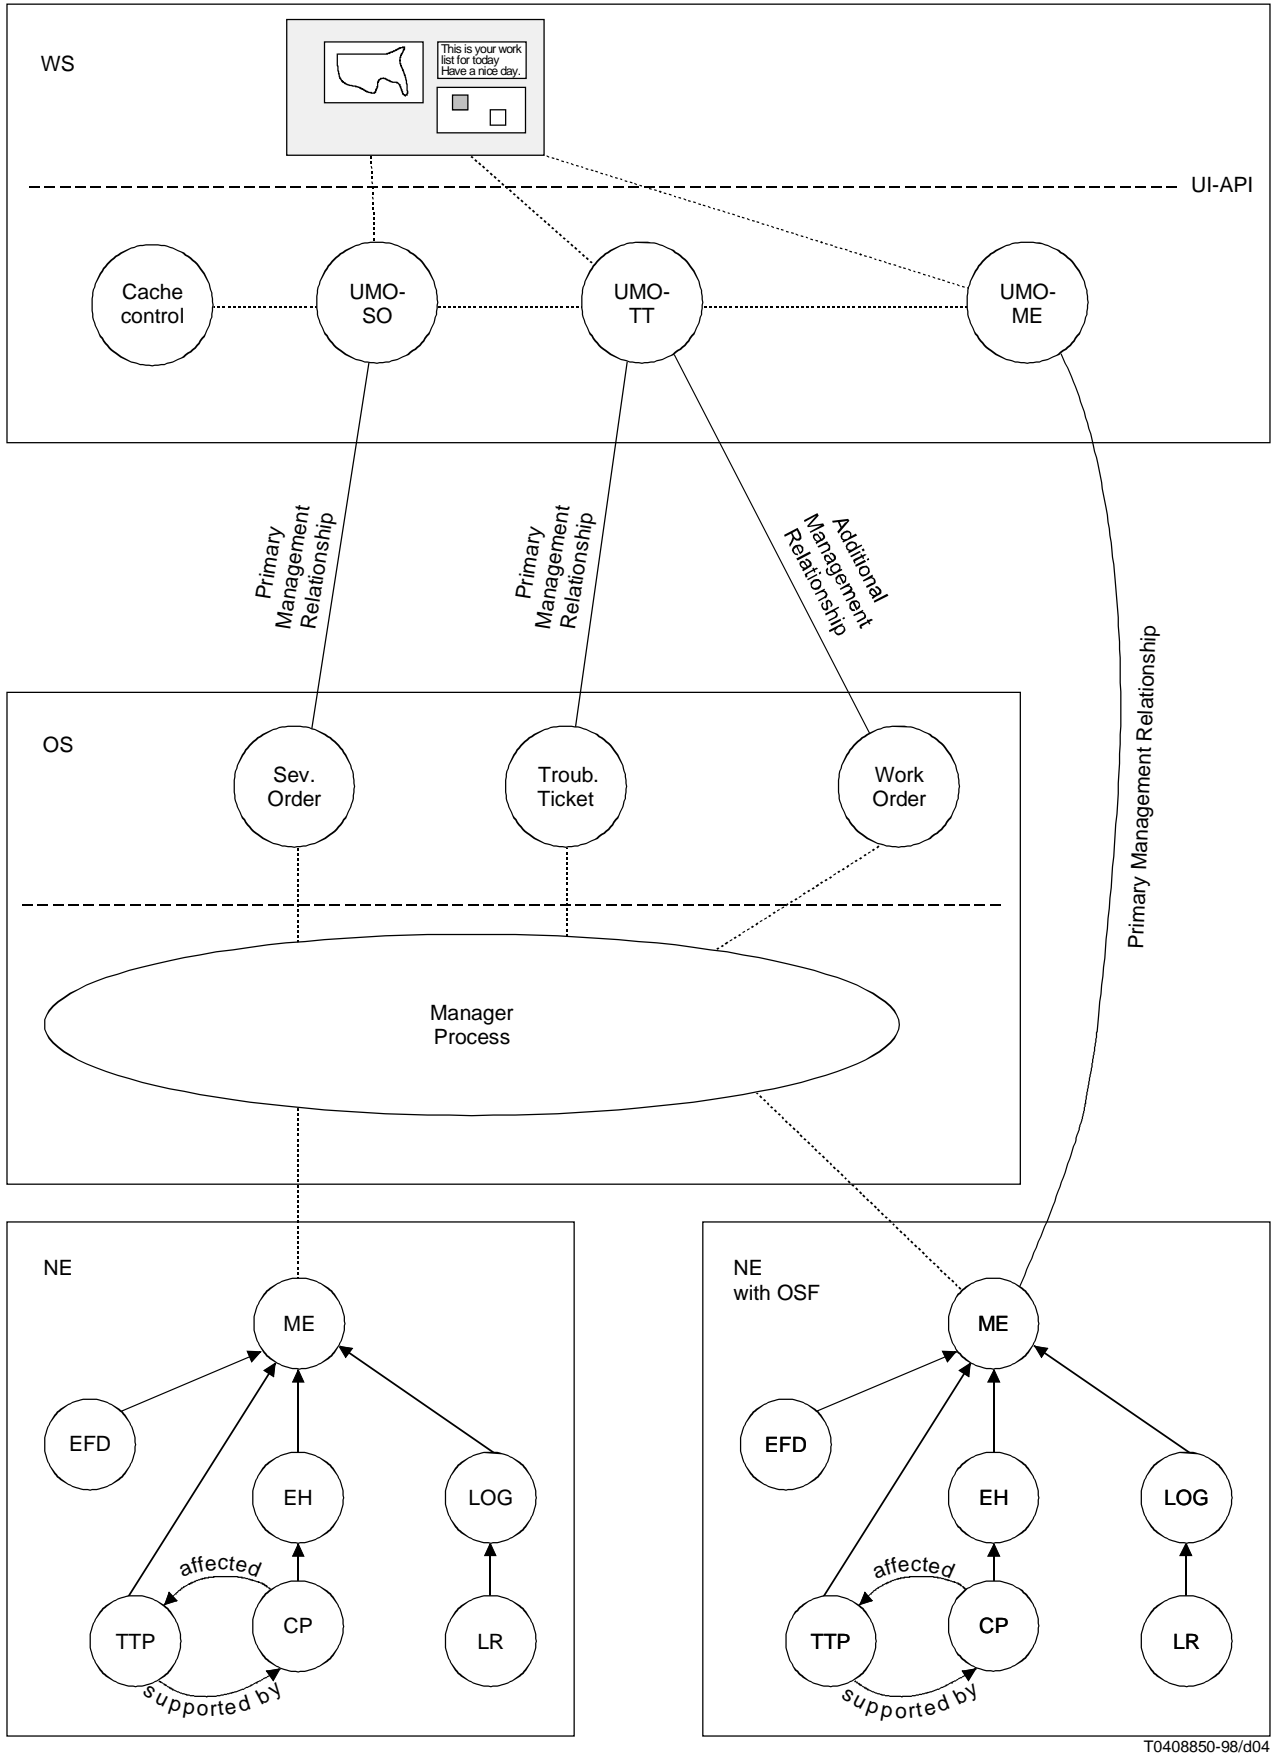 WS
This is your work
list for today
Have a nice day.
UI-API
Cache
control
UMO-
SO
UMO-
TT
UMO-
ME
Primary
Management
Relationship
Primary
Management
Relationship
Additional
Management
Relationship
Primary Management Relationship
OS
Sev.
Order
Troub.
Ticket
Work
Order
Manager
Process
NE
ME
EFD
EH
LOG
affected
TTP
CP
LR
supported by
NE
with OSF
ME
EFD
EH
LOG
affected
TTP
CP
LR
supported by
T0408850-98/d04